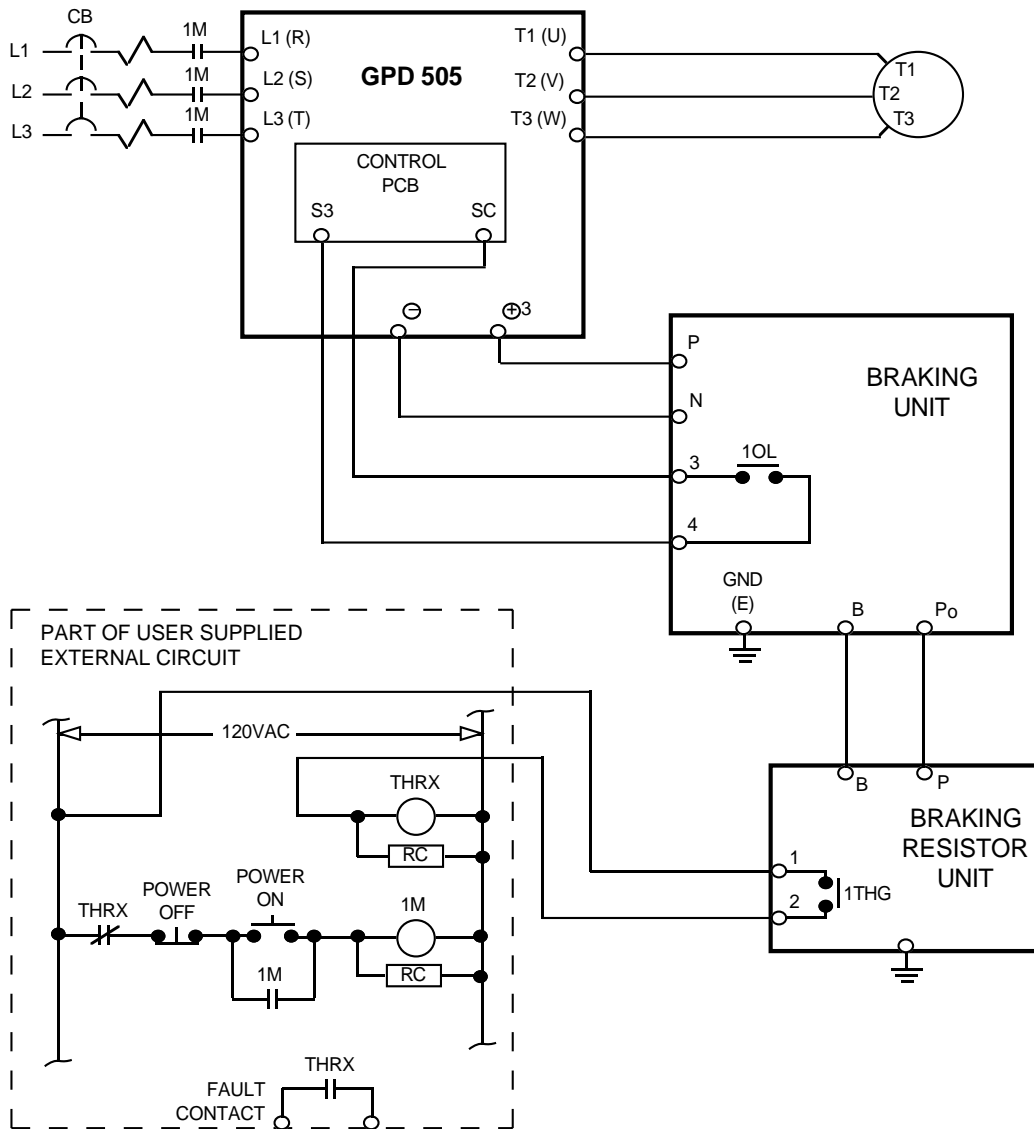 CB
1M
L1
L1 (R)
T1 (U)
T1
1M
L2
L2 (S)
GPD 505
T2 (V)
T2
1M
L3
L3 (T)
T3 (W)
T3
CONTROL
PCB
S3
SC
−
+
3
P
N
BRAKING
UNIT
3
1OL
4
GND
(E)
B
Po
PART OF USER SUPPLIED
EXTERNAL CIRCUIT
120VAC
THRX
RC
B
P
BRAKING
RESISTOR
UNIT
1
2
1THG
THRX
POWER
OFF
POWER
ON
1M
1M
RC
THRX
FAULT
CONTACT